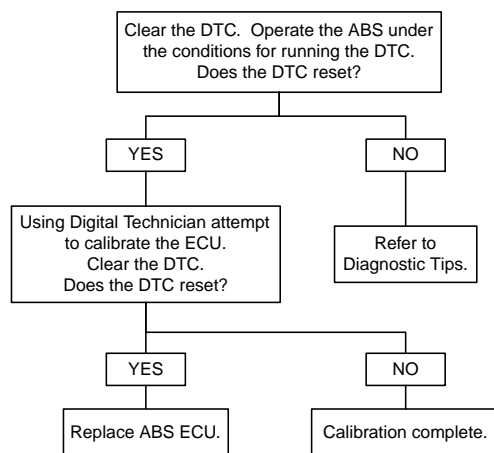 Clear the DTC. Operate the ABS under
the conditions for running the DTC.
Does the DTC reset?
YES
NO
Using Digital Technician attempt
to calibrate the ECU.
Clear the DTC.
Does the DTC reset?
Refer to
Diagnostic Tips.
YES
NO
Replace ABS ECU.
Calibration complete.